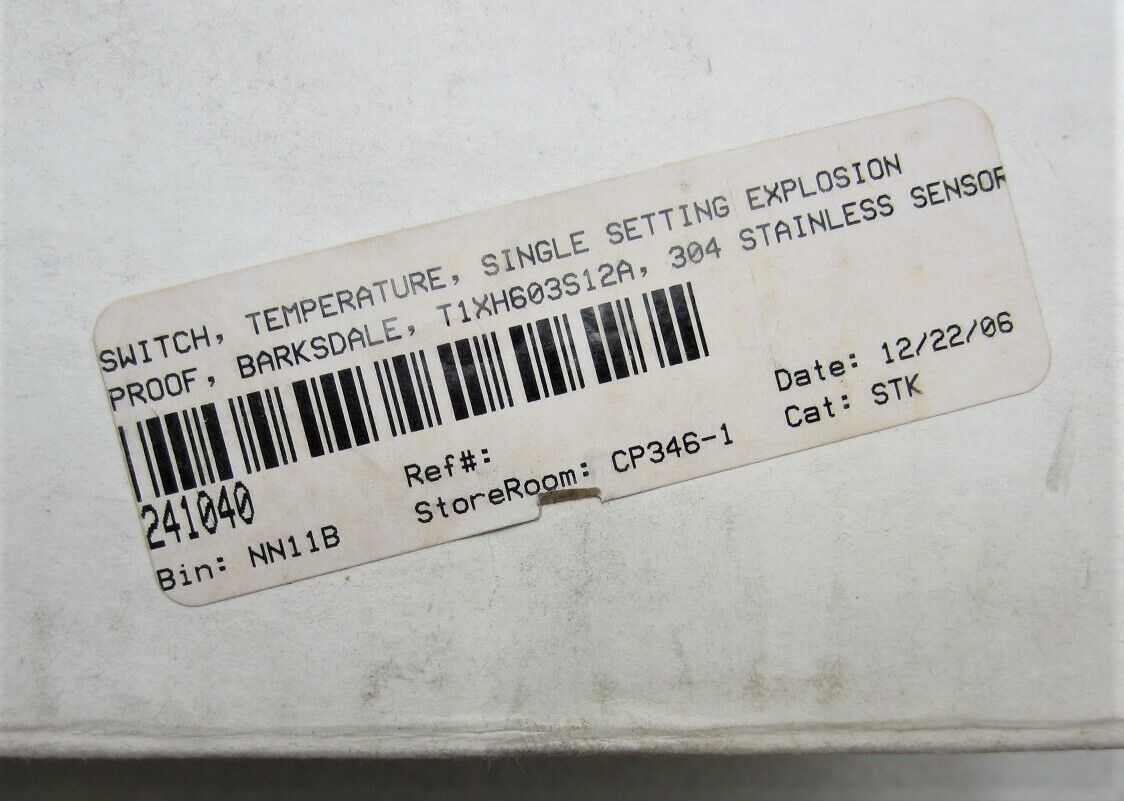 SWITCH, TEMPERATURE, SINGLE SETTING EXPLOSION
PROOF, BARKSDALE, T1XH603S12A, 304 STAINLESS SENSOR
241040
Ref#:
Date: 12/22/06
Bin: NN11B
StoreRoom: CP346-1
Cat: STK